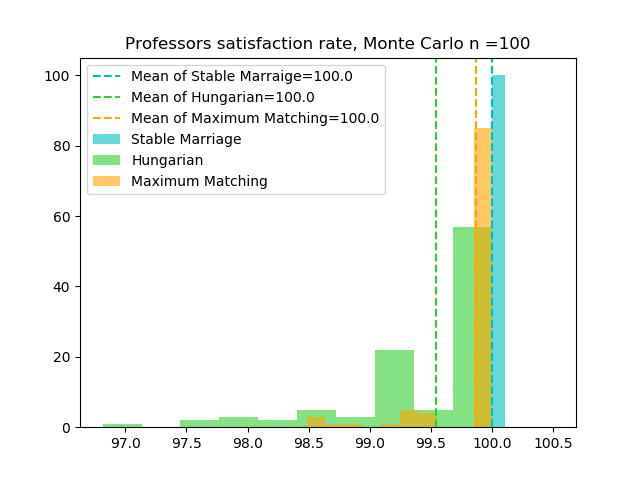 Professors satisfaction rate, Monte Carlo n =100
Mean of Stable Marraige=100.0
Mean of Hungarian=100.0
Mean of Maximum Matching=100.0
Stable Marriage
Hungarian
Maximum Matching
100
80
60
40
20
0
97.0 97.5 98.0 98.5 99.0 99.5 100.0 100.5